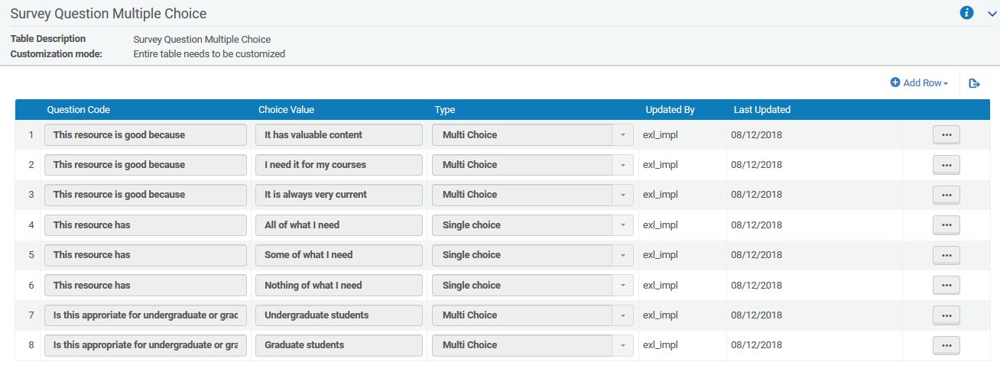 Survey Question Multiple Choice
Table Description Survey Question Multiple Choice
Customization mode: Entire table needs to be customized
Add Row
Question Code Choice Value Type Updated By Last Updated
1 This resource is good because It has valuable content Multi Choice exl_impl 08/12/2018
2 This resource is good because I need it for my courses Multi Choice exl_impl 08/12/2018
3 This resource is good because It is always very current Multi Choice exl_impl 08/12/2018
4 This resource has All of what I need Single choice exl_impl 08/12/2018
5 This resource has Some of what I need Single choice exl_impl 08/12/2018
6 This resource has Nothing of what I need Single choice exl_impl 08/12/2018
7 Is this approriate for undergraduate or grad Undergraduate students Multi Choice exl_impl 08/12/2018
8 Is this appropriate for undergraduate or gra Graduate students Multi Choice exl_impl 08/12/2018